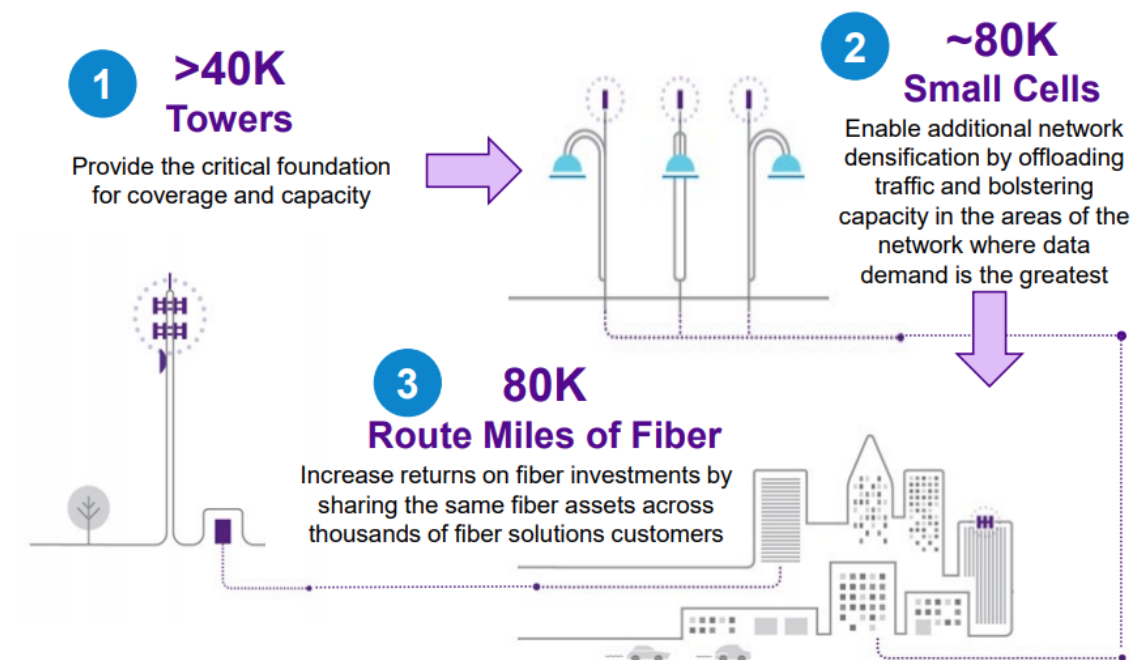 1
>40K
Towers
Provide the critical foundation
for coverage and capacity
2
~80K
Small Cells
Enable additional network
densification by offloading
traffic and bolstering
capacity in the areas of the
network where data
demand is the greatest
3
80K
Route Miles of Fiber
Increase returns on fiber investments by
sharing the same fiber assets across
thousands of fiber solutions customers